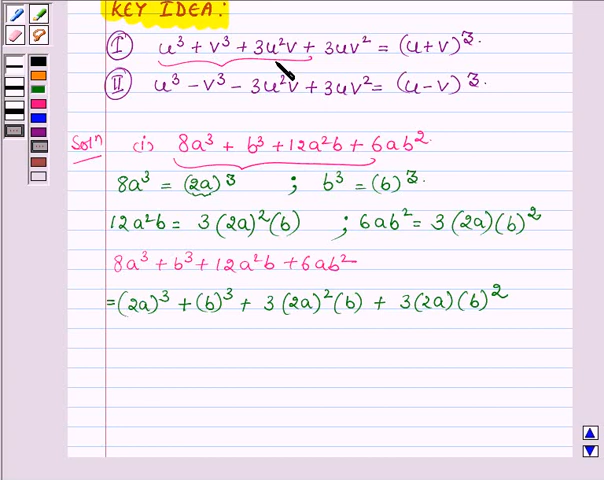 KEY IDEA:
I u³ + v³ + 3u²v + 3uv² = (u+v)³.
II u³ - v³ - 3u²v + 3uv² = (u-v)³.
Solⁿ (i) 8a³ + b³ + 12a²b + 6ab².
8a³ = (2a)³ ; b³ = (b)³.
12a²b = 3(2a)²(b) ; 6ab² = 3(2a)(b)²
8a³ + b³ + 12a²b + 6ab²
= (2a)³ + (b)³ + 3(2a)²(b) + 3(2a)(b)²